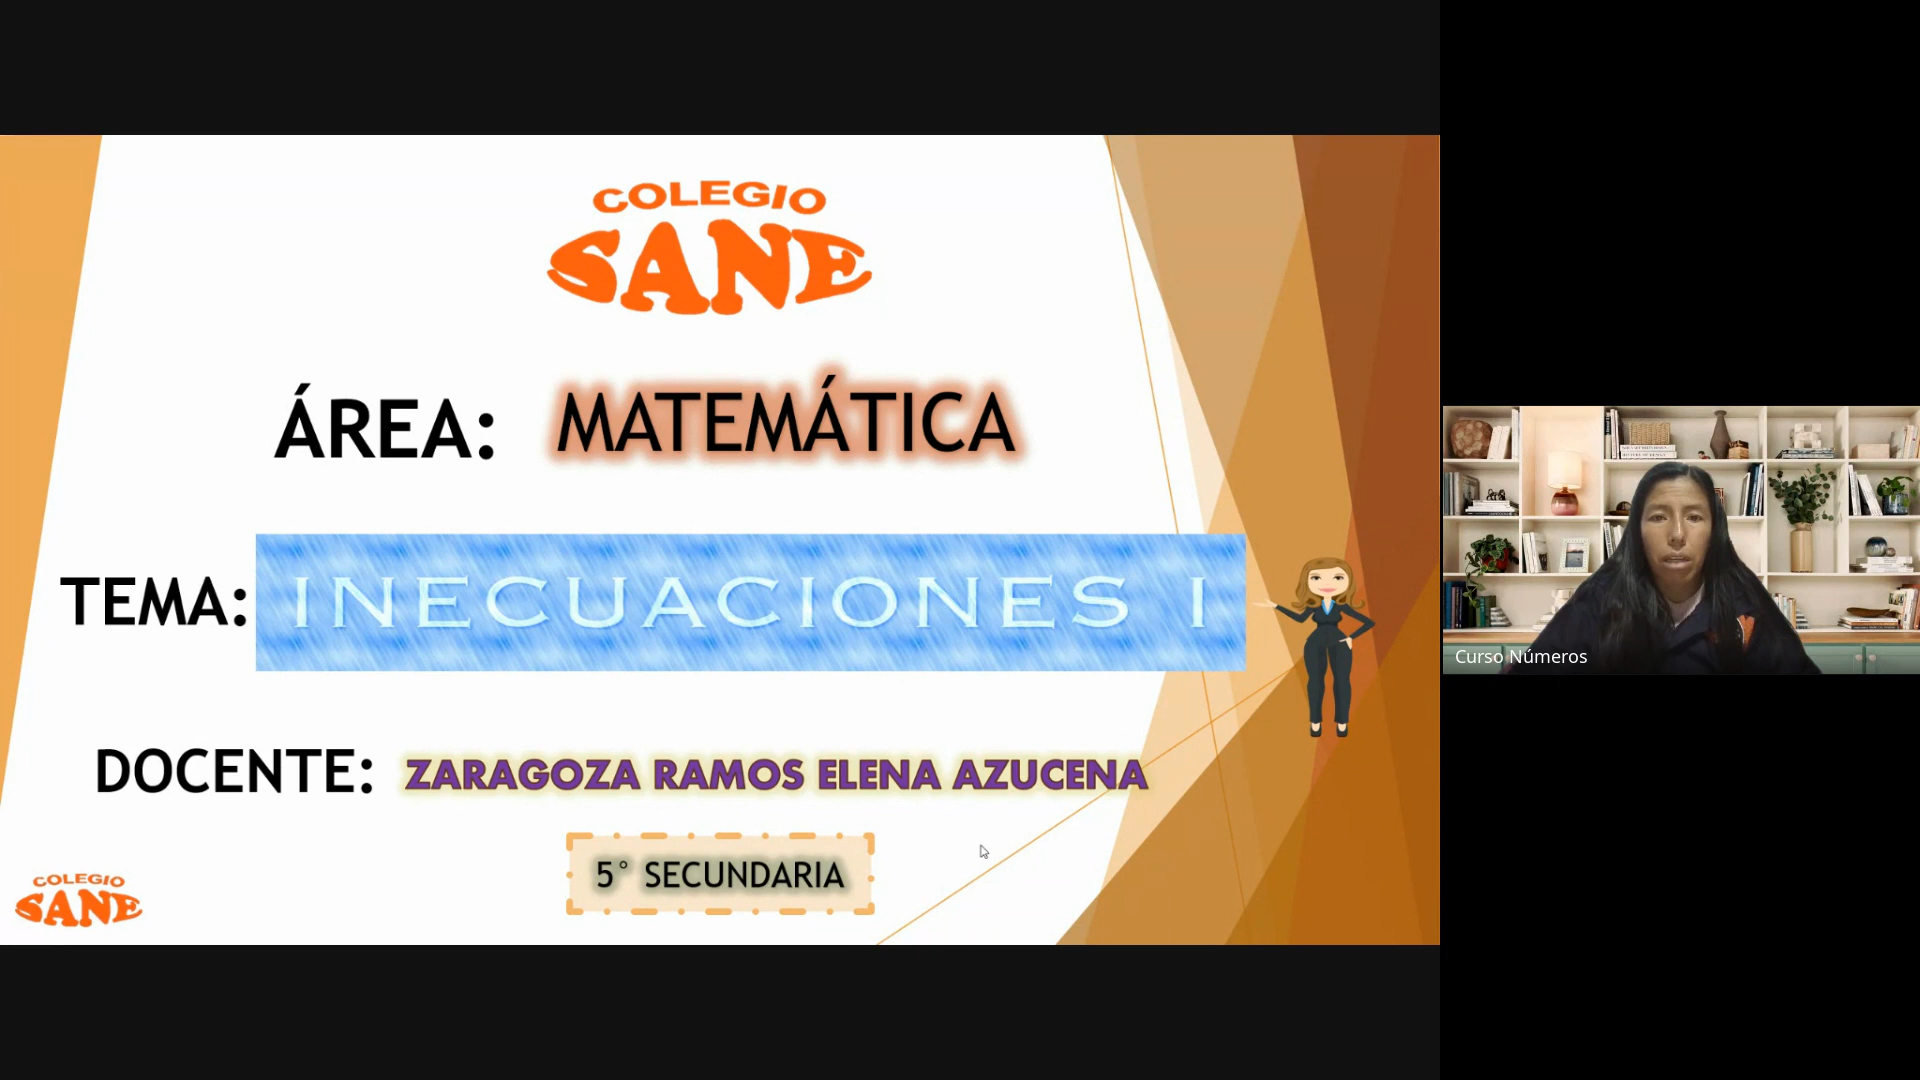 COLEGIO
SANE
ÁREA: MATEMÁTICA
TEMA: INECUACIONES I
DOCENTE: ZARAGOZA RAMOS ELENA AZUCENA
5° SECUNDARIA
COLEGIO
SANE
Curso Números